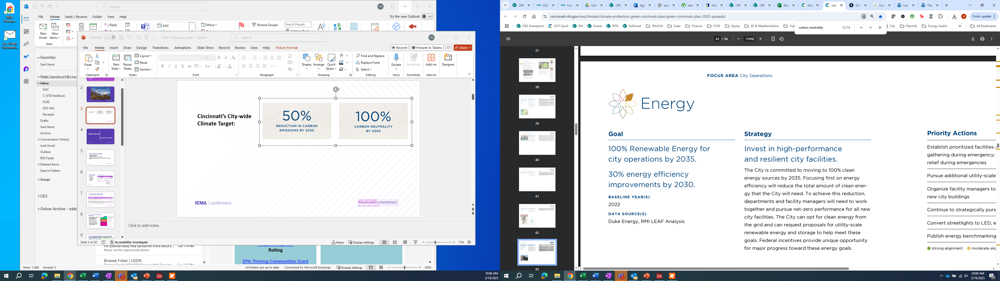 Tallie-
Person...
Fw_ Green
Cincinnati...
Search
VN
File Home Send / Receive Folder View Help
Try the new Outlook Off
New
Email
New
Items
New
Reply
AAC
Move
Browse Groups
Search People
AutoSave On
LGRC-milwaukee_draft • Saved
Search
VN
File Home Insert Draw Design Transitions Animations Slide Show Record Review View Help Picture Format
Record Present in Teams Share
Paste
Clipboard
New
Slide
Reuse
Slides
Layout
Reset
Section
Slides
24
Font
Paragraph
Shapes
Arrange
Quick
Styles
Drawing
Find and Replace
Replace Fonts
Select
Editing
Dictate
Voice
Sensitivity
Sensitivity
Add-ins
Add-ins
Designer
Favorites
Sent Items
Nikki.Vandivort@cinci
Inbox
AAC
C-SITE feedback
FUSE
OES Info
Receipts
Drafts
Sent Items
Archive
Conversation History
Junk Email
Outbox
RSS Feeds
Deleted Items
Search Folders
Groups
OES
Online Archive - nikki.
2
3
4
5
6
7
8
9
Cincinnati's City-wide
Climate Target:
50%
REDUCTION IN CARBON
EMISSIONS BY 2030
100%
CARBON NEUTRALITY
BY 2050
ICMA | conference
Local Government
REIMAGINED CONFERENCE
Click to add notes
Slide 3 of 20 Accessibility: Investigate
Notes Display Settings 73%
Fw: [External Email] Help Spread the Word About E... Tue 1:14 PM
Please see the opportunity below:
Brianne Fisher | USDN
Rolling
EPA Thriving Communities Grant
Items: 7,066 Unread: 2
All folders are up to date. Connected to: Microsoft Exchange Display Settings 100%
10:06 AM
3/19/2025
cincinnati-oh.gov/oes/climate/climate-protection-green-cincinnati-plan/green-cincinnati-plan-2023-spreads/
Finish update
OES Sharepoint GCP Quick IRA Grants RFPs SolSmart IRA/IIJA Solar Finance FUSE Equity EE & Weatherization City Electrify Energy Audits All Bookmarks
carbon neutrality 12/14
43 / 94 150%
37
38
39
40
41
42
43
FOCUS AREA City Operations
Energy
Goal
100% Renewable Energy for
city operations by 2035.
30% energy efficiency
improvements by 2030.
BASELINE YEAR(S)
2022
DATA SOURCE(S)
Duke Energy, RMI LEAF Analysis
Strategy
Invest in high-performance
and resilient city facilities.
The City is committed to moving to 100% clean
energy sources by 2035. Focusing first on energy
efficiency will reduce the total amount of clean ener-
gy that the City will need. To achieve this reduction,
departments and facility managers will need to work
together and pursue net-zero performance for all new
city facilities. The City can opt for clean energy from
the grid and can request proposals for utility-scale
renewable energy and storage to help meet these
goals. Federal incentives provide unique opportunity
for major progress toward these energy goals.
Priority Actions
Establish prioritized facilities
gathering during emergency;
relief during emergencies
Pursue additional utility-scale
Organize facility managers to
new city buildings
Continue to strategically purs
Convert streetlights to LED, e
Publish energy benchmarking
strong alignment moderate alig
10:06 AM
3/19/2025